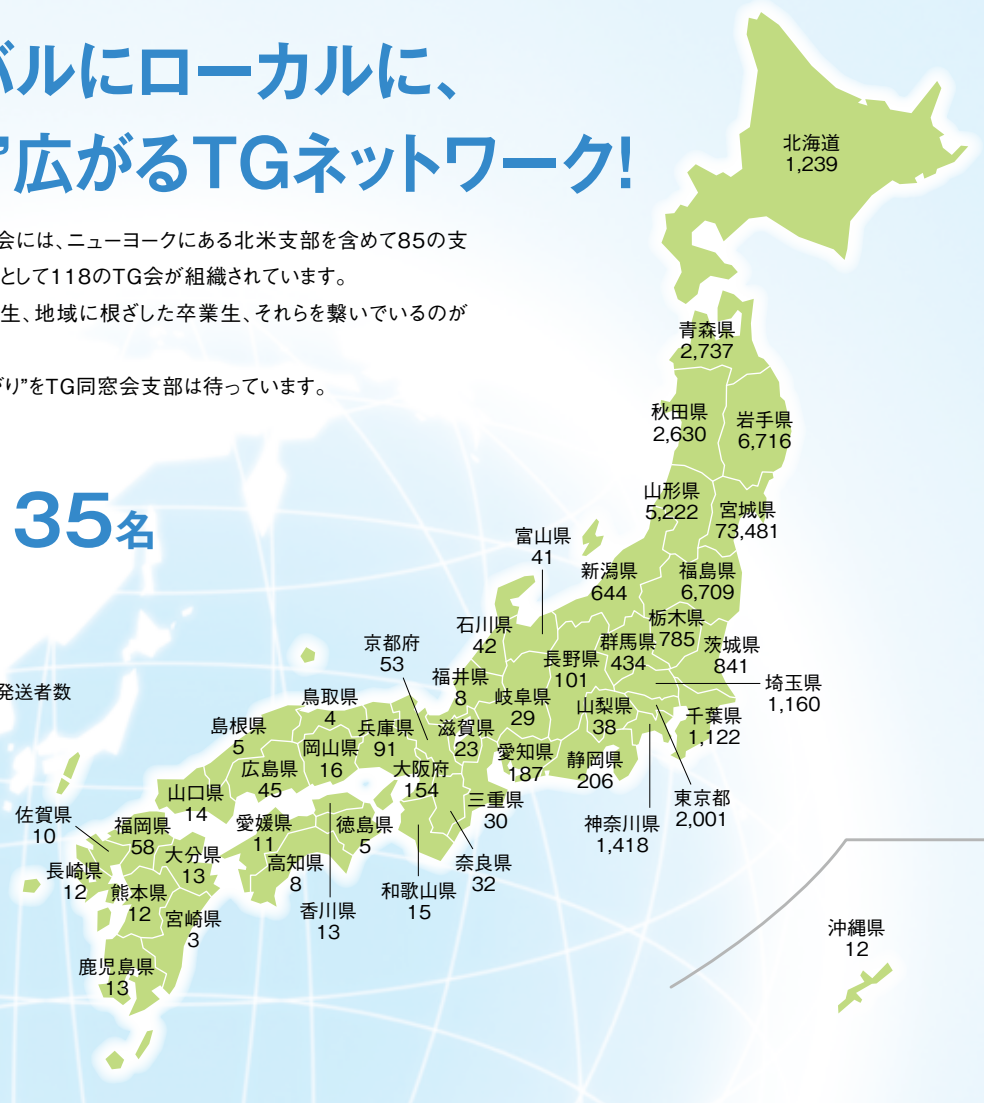 バルにローカルに、
”広がるTGネットワーク!
会には、ニューヨークにある北米支部を含めて85の支
として118のTG会が組織されています。
生、地域に根ざした卒業生、それらを繋いでいるのが
り”をTG同窓会支部は待っています。
35名
発送者数
北海道
1,239
青森県
2,737
秋田県
2,630
岩手県
6,716
山形県
5,222
宮城県
73,481
富山県
41
新潟県
644
福島県
6,709
石川県
42
栃木県
785
群馬県
434
茨城県
841
京都府
53
長野県
101
福井県
8
埼玉県
1,160
鳥取県
4
岐阜県
29
山梨県
38
千葉県
1,122
島根県
5
兵庫県
91
滋賀県
23
岡山県
16
愛知県
187
静岡県
206
広島県
45
大阪府
154
山口県
14
三重県
30
東京都
2,001
佐賀県
10
福岡県
58
愛媛県
11
徳島県
5
神奈川県
1,418
大分県
13
高知県
8
奈良県
32
長崎県
12
熊本県
12
和歌山県
15
香川県
13
宮崎県
3
沖縄県
12
鹿児島県
13